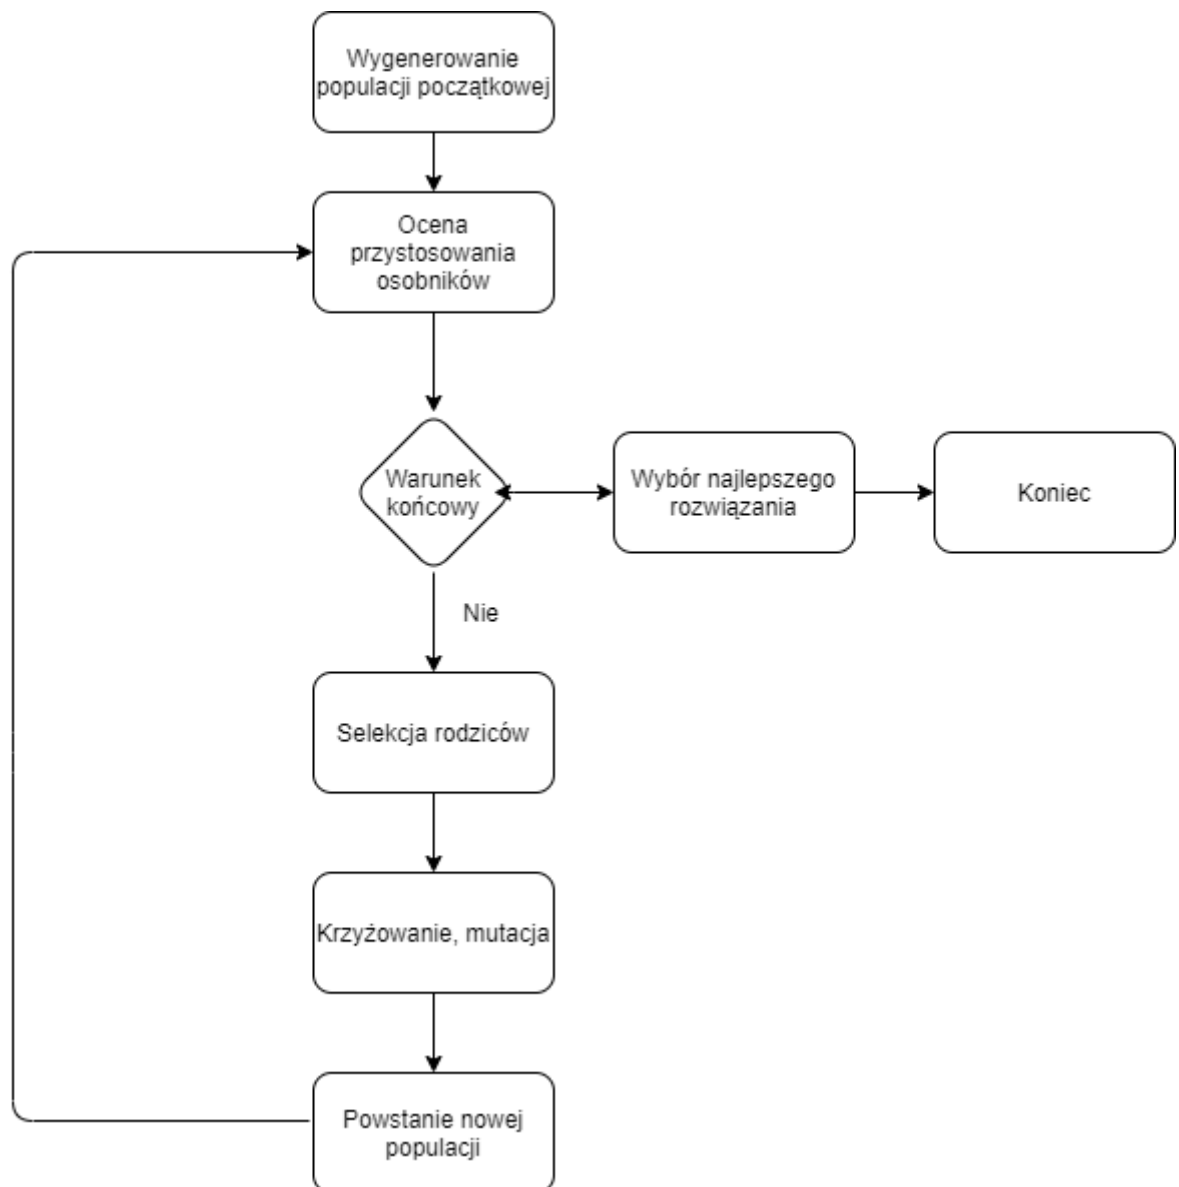 Wygenerowanie
populacji początkowej
Ocena
przystosowania
osobników
Warunek
końcowy
Wybór najlepszego
rozwiązania
Koniec
Nie
Selekcja rodziców
Krzyżowanie, mutacja
Powstanie nowej
populacji